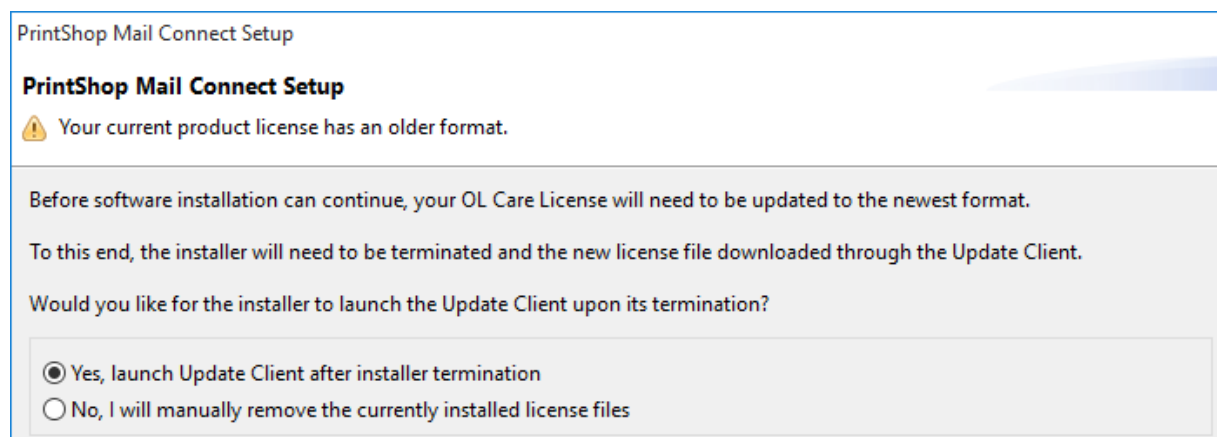 PrintShop Mail Connect Setup
PrintShop Mail Connect Setup
Your current product license has an older format.
Before software installation can continue, your OL Care License will need to be updated to the newest format.
To this end, the installer will need to be terminated and the new license file downloaded through the Update Client.
Would you like for the installer to launch the Update Client upon its termination?
Yes, launch Update Client after installer termination
No, I will manually remove the currently installed license files